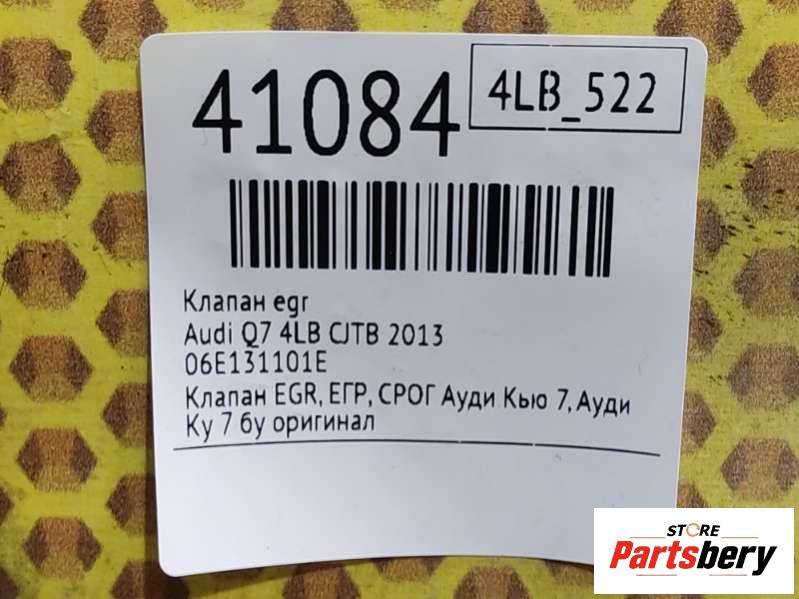 41084
4LB_522
Клапан egr
Audi Q7 4LB CJTB 2013
06E131101E
Клапан EGR, ЕГР, СРОГ Ауди Кью 7, Ауди
Ку 7 бу оригинал
STORE
Partsbery